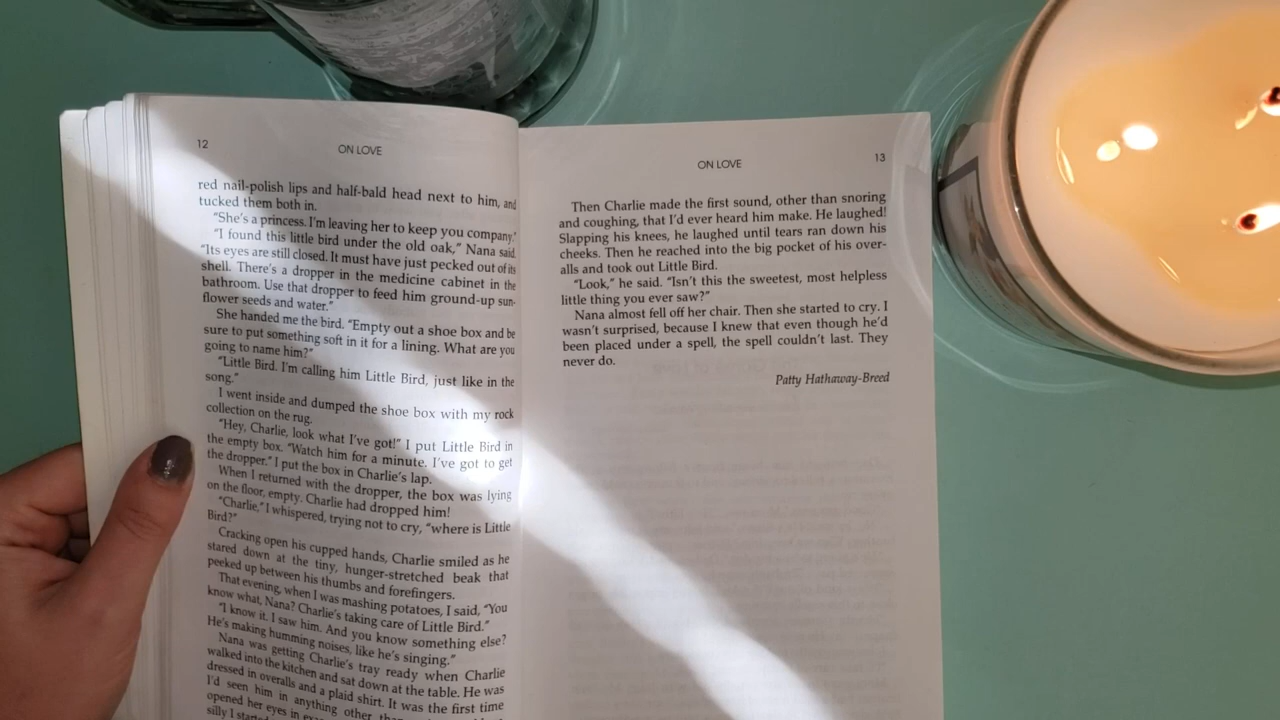 12
ON LOVE
red nail-polish lips and half-bald head next to him, and
tucked them both in.
“She’s a princess. I’m leaving her to keep you company.”
“I found this little bird under the old oak,” Nana said.
“Its eyes are still closed. It must have just pecked out of its
shell. There’s a dropper in the medicine cabinet in the
bathroom. Use that dropper to feed him ground-up sun-
flower seeds and water.”
She handed me the bird. “Empty out a shoe box and be
sure to put something soft in it for a lining. What are you
going to name him?”
“Little Bird. I’m calling him Little Bird, just like in the
song.”
I went inside and dumped the shoe box with my rock
collection on the rug.
“Hey, Charlie, look what I’ve got!” I put Little Bird in
the empty box. “Watch him for a minute. I’ve got to get
the dropper.” I put the box in Charlie’s lap.
When I returned with the dropper, the box was lying
on the floor, empty. Charlie had dropped him!
“Charlie,” I whispered, trying not to cry, “where is Little
Bird?”
Cracking open his cupped hands, Charlie smiled as he
stared down at the tiny, hunger-stretched beak that
peeked up between his thumbs and forefingers.
That evening, when I was mashing potatoes, I said, “You
know what, Nana? Charlie’s taking care of Little Bird.”
“I know it. I saw him. And you know something else?
He’s making humming noises, like he’s singing.”
Nana was getting Charlie’s tray ready when Charlie
walked into the kitchen and sat down at the table. He was
dressed in overalls and a plaid shirt. It was the first time
I’d seen him in anything other
opened her eyes in
silly I started
ON LOVE
13
Then Charlie made the first sound, other than snoring
and coughing, that I’d ever heard him make. He laughed!
Slapping his knees, he laughed until tears ran down his
cheeks. Then he reached into the big pocket of his over-
alls and took out Little Bird.
“Look,” he said. “Isn’t this the sweetest, most helpless
little thing you ever saw?”
Nana almost fell off her chair. Then she started to cry. I
wasn’t surprised, because I knew that even though he’d
been placed under a spell, the spell couldn’t last. They
never do.
Patty Hathaway-Breed